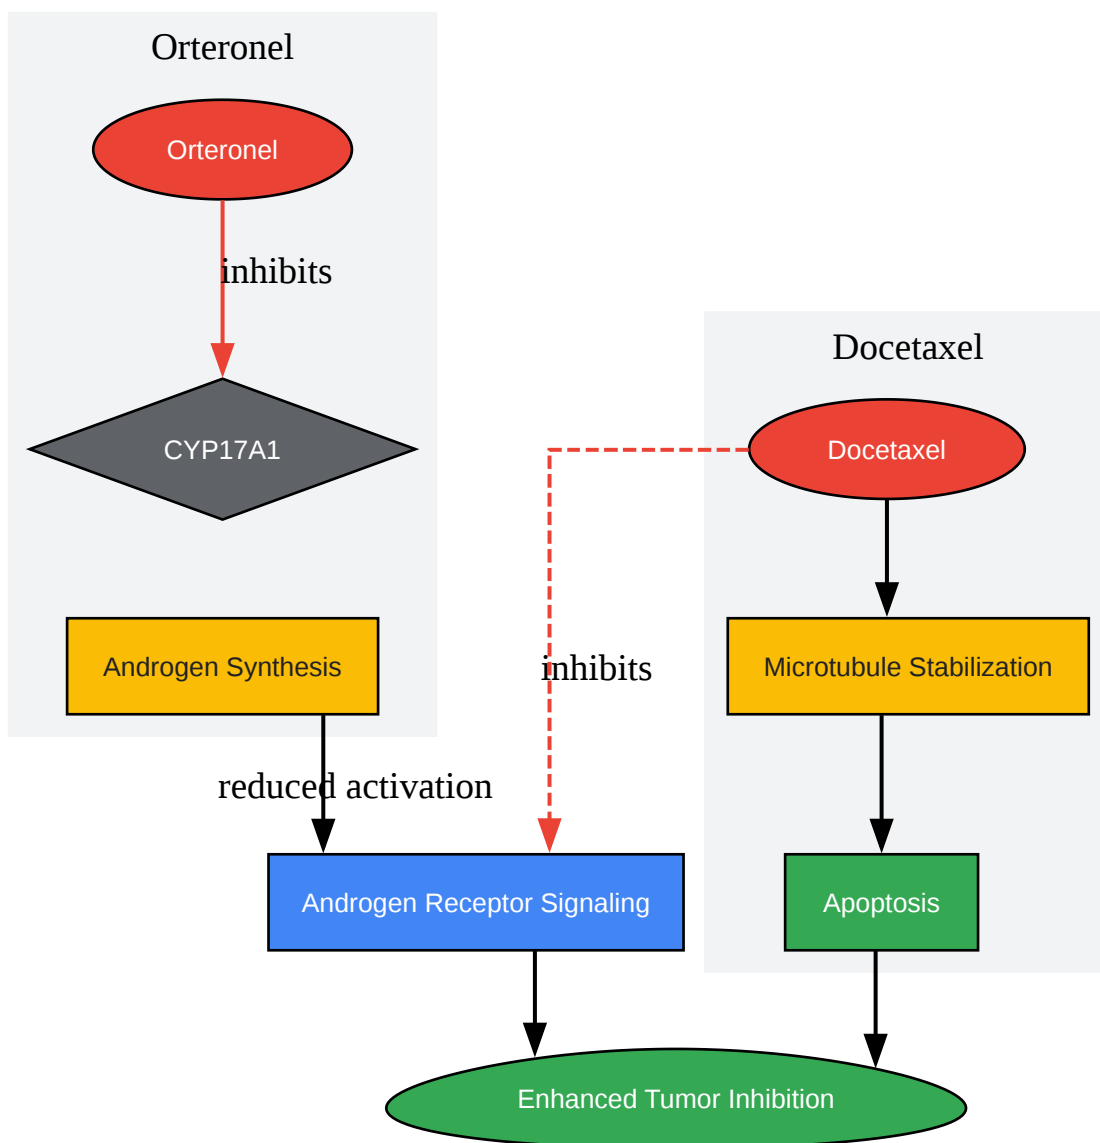 Orteronel
Orteronel
inhibits
CYP17A1
Androgen Synthesis
reduced activation
Docetaxel
Docetaxel
inhibits
Microtubule Stabilization
Androgen Receptor Signaling
Apoptosis
Enhanced Tumor Inhibition